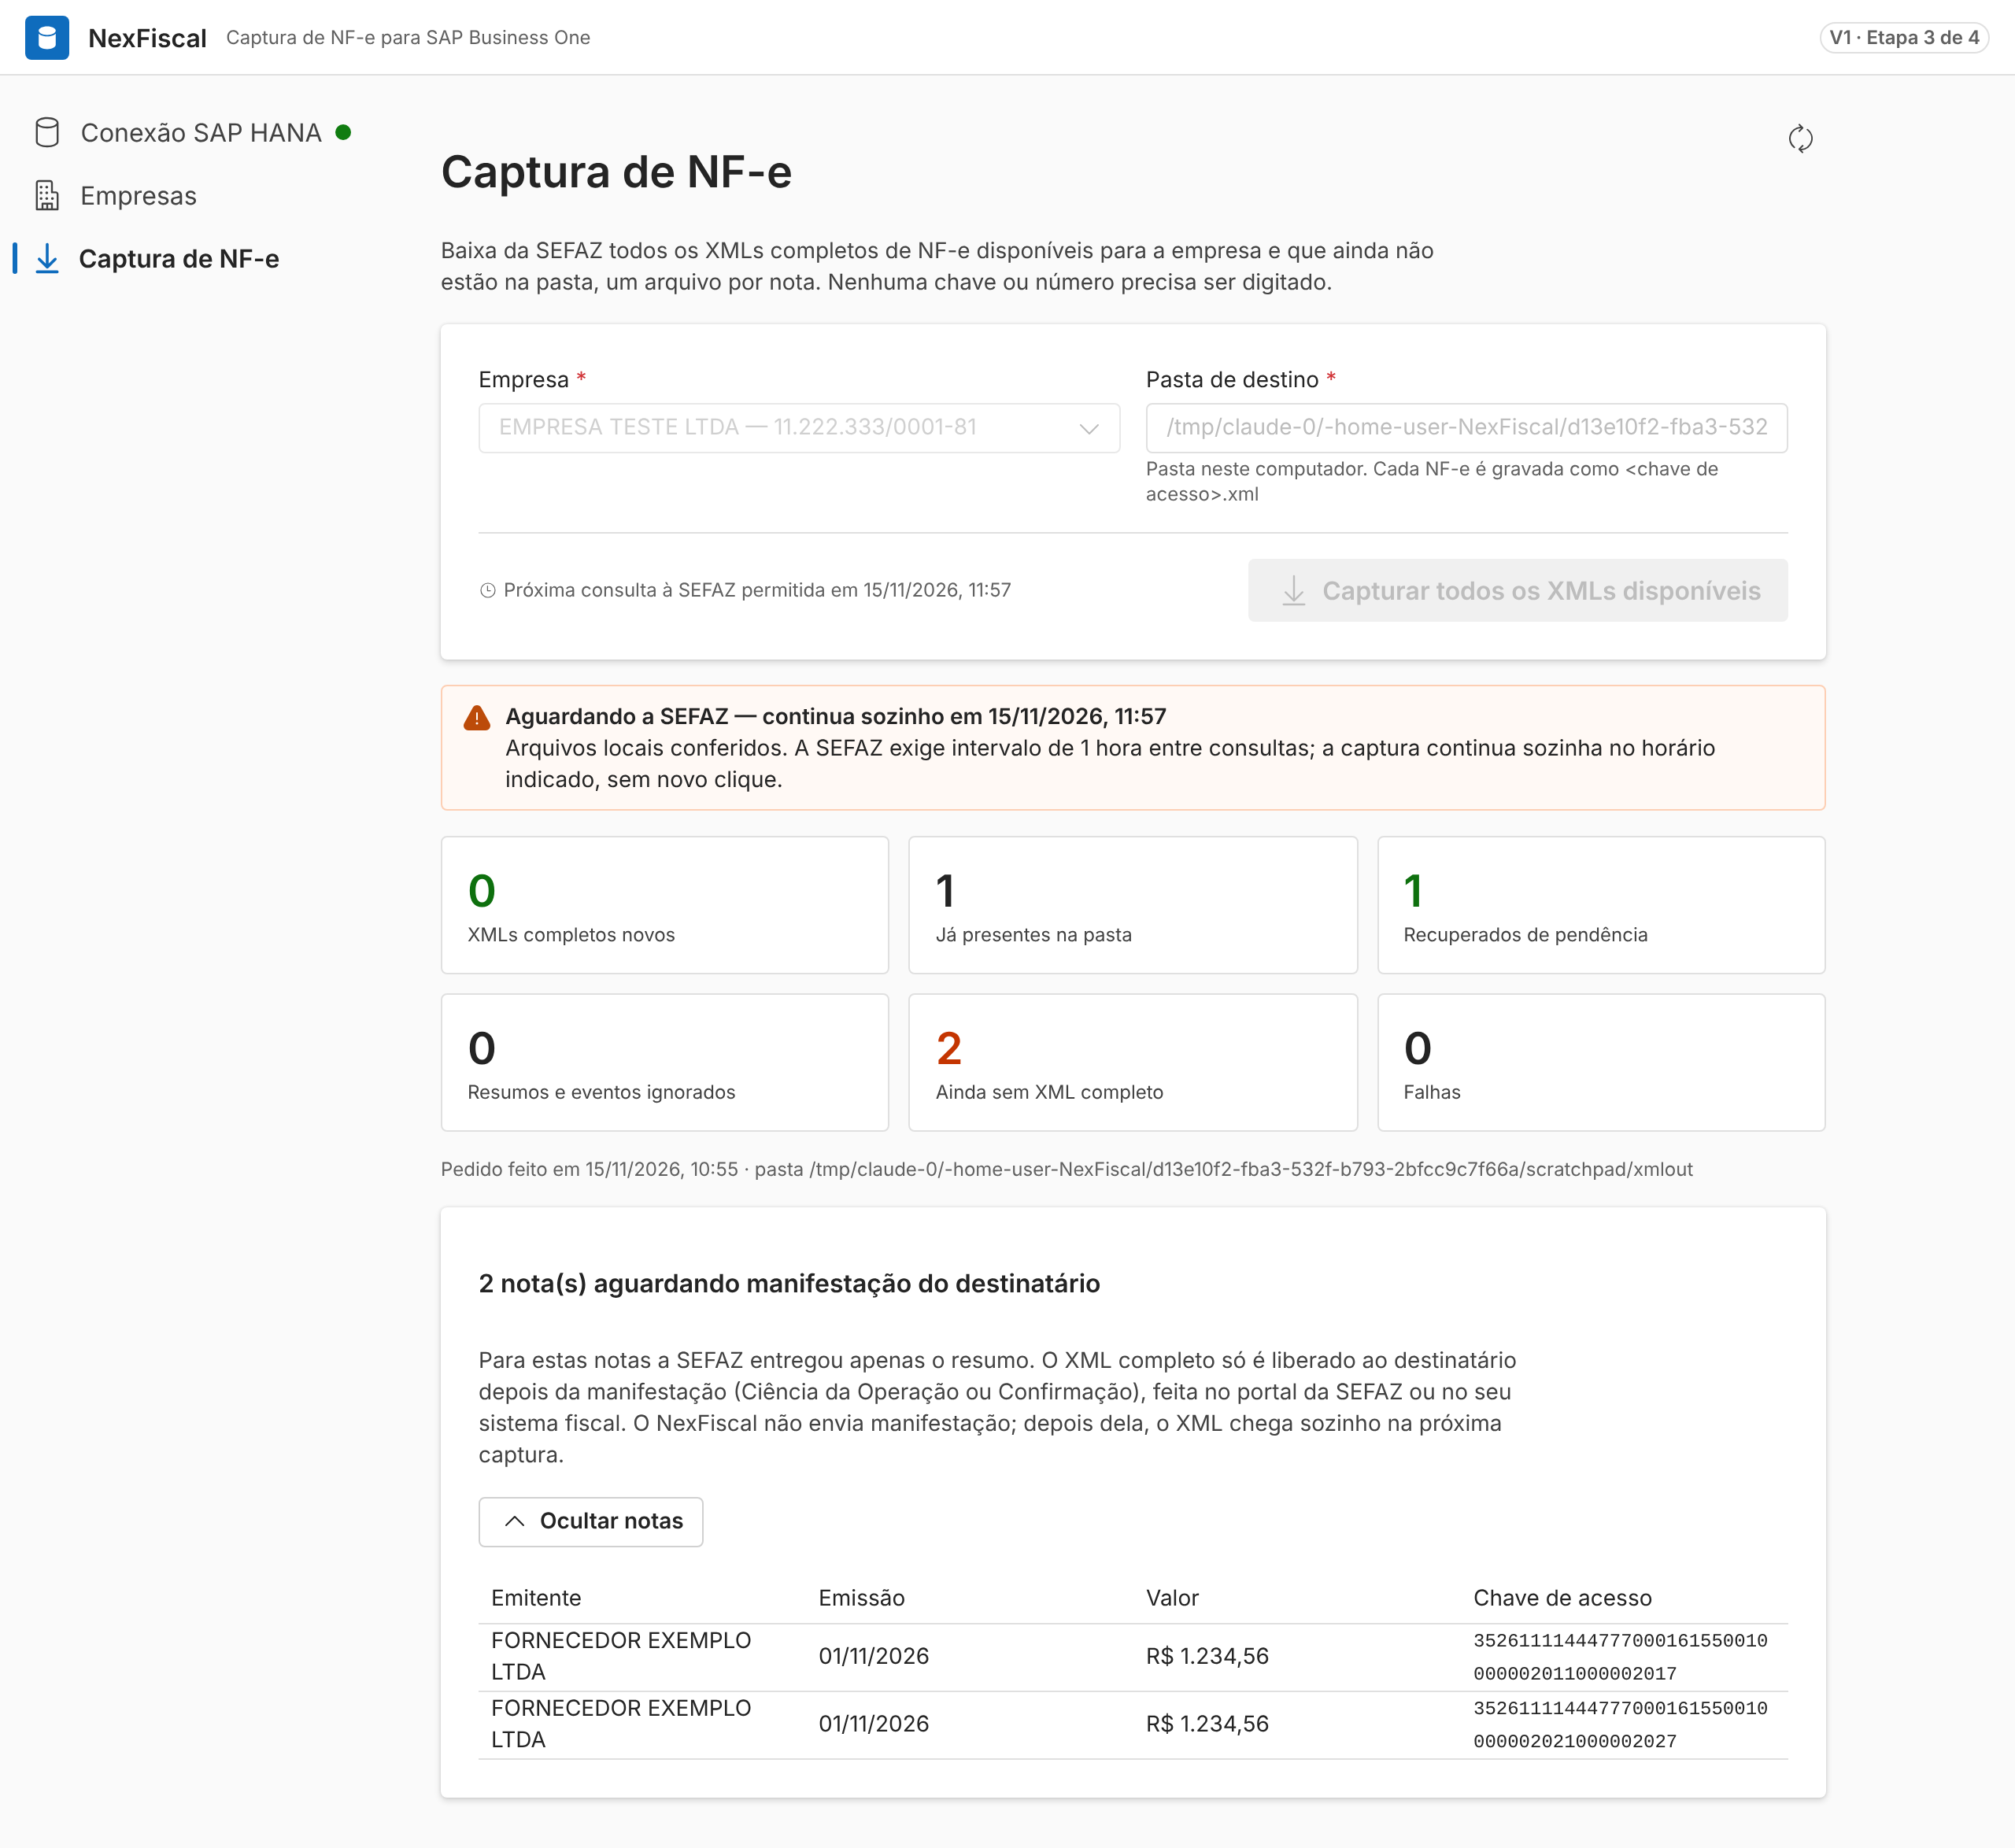 NexFiscal
Captura de NF-e para SAP Business One
V1 · Etapa 3 de 4
Conexão SAP HANA
Empresas
Captura de NF-e
Captura de NF-e
Baixa da SEFAZ todos os XMLs completos de NF-e disponíveis para a empresa e que ainda não
estão na pasta, um arquivo por nota. Nenhuma chave ou número precisa ser digitado.
Empresa *
EMPRESA TESTE LTDA — 11.222.333/0001-81
Pasta de destino *
/tmp/claude-0/-home-user-NexFiscal/d13e10f2-fba3-532
Pasta neste computador. Cada NF-e é gravada como <chave de
acesso>.xml
Próxima consulta à SEFAZ permitida em 15/11/2026, 11:57
Capturar todos os XMLs disponíveis
Aguardando a SEFAZ — continua sozinho em 15/11/2026, 11:57
Arquivos locais conferidos. A SEFAZ exige intervalo de 1 hora entre consultas; a captura continua sozinha no horário
indicado, sem novo clique.
0
XMLs completos novos
1
Já presentes na pasta
1
Recuperados de pendência
0
Resumos e eventos ignorados
2
Ainda sem XML completo
0
Falhas
Pedido feito em 15/11/2026, 10:55 · pasta /tmp/claude-0/-home-user-NexFiscal/d13e10f2-fba3-532f-b793-2bfcc9c7f66a/scratchpad/xmlout
2 nota(s) aguardando manifestação do destinatário
Para estas notas a SEFAZ entregou apenas o resumo. O XML completo só é liberado ao destinatário
depois da manifestação (Ciência da Operação ou Confirmação), feita no portal da SEFAZ ou no seu
sistema fiscal. O NexFiscal não envia manifestação; depois dela, o XML chega sozinho na próxima
captura.
Ocultar notas
Emitente Emissão Valor Chave de acesso
FORNECEDOR EXEMPLO
LTDA
01/11/2026
R$ 1.234,56
35261111444777000161550010
000002011000002017
FORNECEDOR EXEMPLO
LTDA
01/11/2026
R$ 1.234,56
35261111444777000161550010
000002021000002027